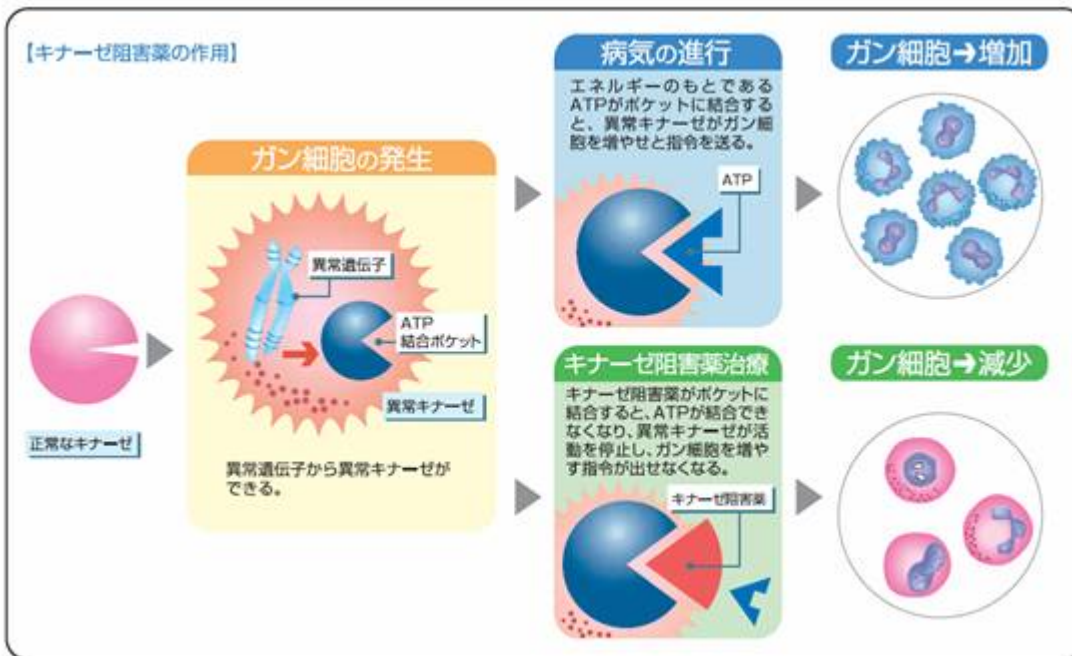 【キナーゼ阻害薬の作用】
正常なキナーゼ
ガン細胞の発生
異常遺伝子
ATP
結合ポケット
異常キナーゼ
異常遺伝子から異常キナーゼが
できる。
病気の進行
エネルギーのもとである
ATPがポケットに結合する
と、異常キナーゼがガン細
胞を増やせと指令を送る。
ATP
ガン細胞→増加
キナーゼ阻害薬治療
キナーゼ阻害薬がポケットに
結合すると、ATPが結合でき
なくなり、異常キナーゼが活
動を停止し、ガン細胞を増や
す指令が出せなくなる。
キナーゼ阻害薬
ガン細胞→減少